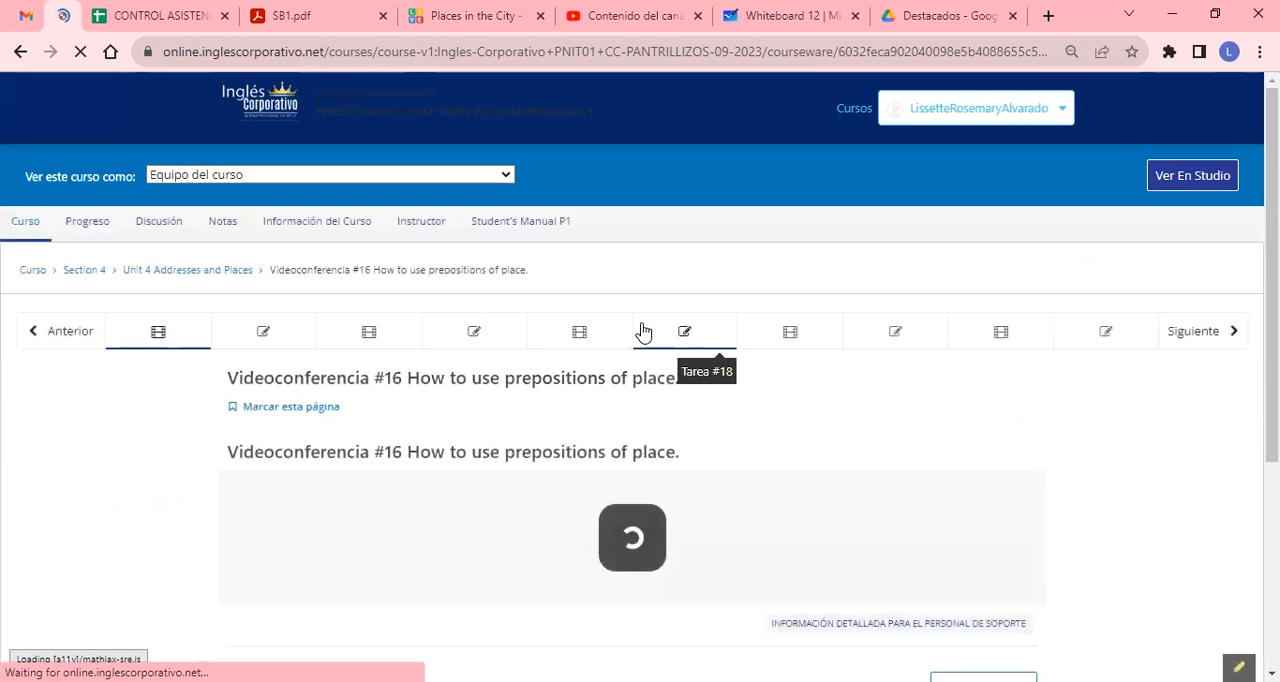 CONTROL ASISTEN
SB1.pdf
Places in the City -
Contenido del cana
Whiteboard 12 | Mi
Destacados - Goog
online.inglescorporativo.net/courses/course-v1:Ingles-Corporativo+PNIT01+CC-PANTRILLIZOS-09-2023/courseware/6032feca902040098e5b4088655c5...
L
Inglés
Corporativo
Cursos
LissetteRosemaryAlvarado
Ver este curso como:
Equipo del curso
Ver En Studio
Curso
Progreso
Discusión
Notas
Información del Curso
Instructor
Student's Manual P1
Curso > Section 4 > Unit 4 Addresses and Places > Videoconferencia #16 How to use prepositions of place.
Anterior
Siguiente
Tarea #18
Videoconferencia #16 How to use prepositions of place.
Marcar esta página
Videoconferencia #16 How to use prepositions of place.
INFORMACIÓN DETALLADA PARA EL PERSONAL DE SOPORTE
Loading [a11y]/mathjax-sre.js
Waiting for online.inglescorporativo.net...